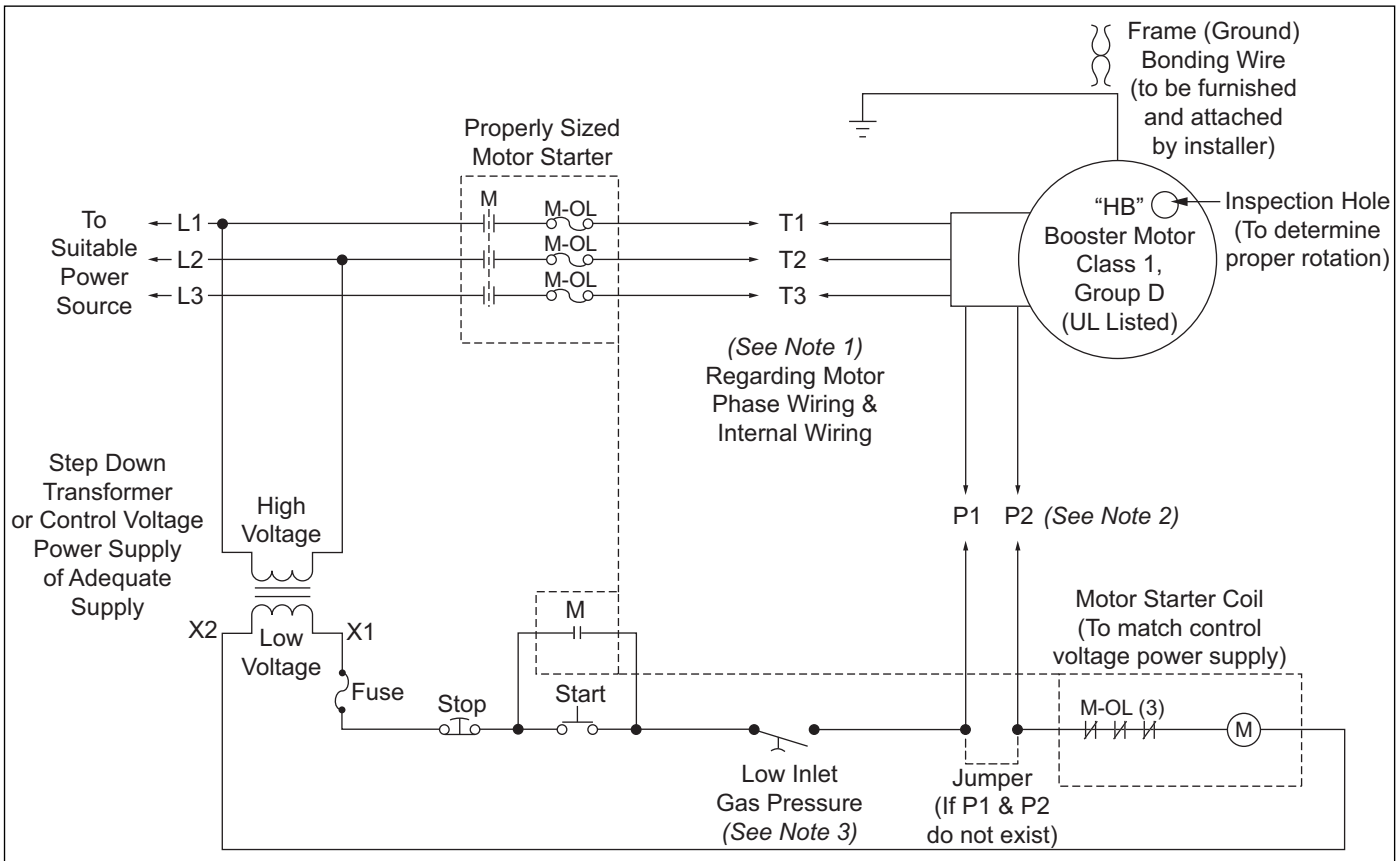 Frame (Ground)
Bonding Wire
(to be furnished
and attached
by installer)
Properly Sized
Motor Starter
M
M-OL
M-OL
M-OL
To
Suitable
Power
Source
L1
L2
L3
T1
T2
T3
“HB”
Booster Motor
Class 1,
Group D
(UL Listed)
Inspection Hole
(To determine
proper rotation)
(See Note 1)
Regarding Motor
Phase Wiring &
Internal Wiring
Step Down
Transformer
or Control Voltage
Power Supply
of Adequate
Supply
High
Voltage
X2
Low
Voltage
X1
Fuse
Stop
M
Start
P1
P2 (See Note 2)
Low Inlet
Gas Pressure
(See Note 3)
Jumper
(If P1 & P2
do not exist)
Motor Starter Coil
(To match control
voltage power supply)
M-OL (3)
M